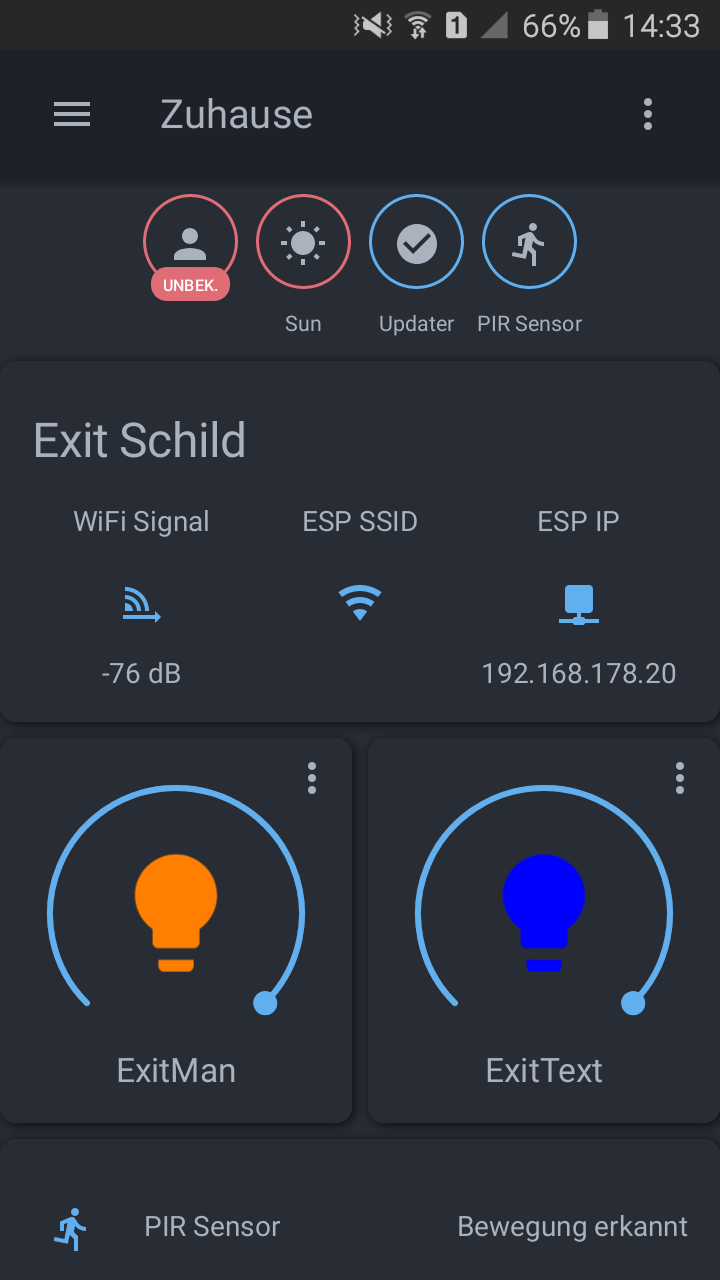 1 66% 14:33
Zuhause
UNBEK.
Sun Updater PIR Sensor
Exit Schild
WiFi Signal ESP SSID ESP IP
-76 dB 192.168.178.20
ExitMan ExitText
PIR Sensor Bewegung erkannt